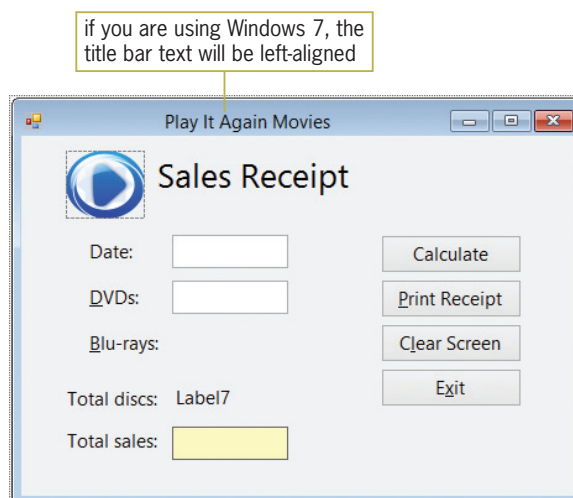 if you are using Windows 7, the
title bar text will be left-aligned
Play It Again Movies
Sales Receipt
Date:
Calculate
DVDs:
Print Receipt
Blu-rays:
Clear Screen
Exit
Total discs: Label7
Total sales: